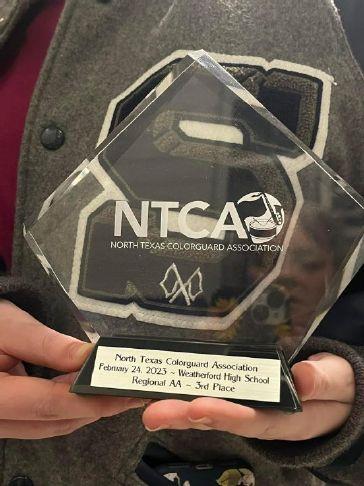 NTCA
NORTH TEXAS COLORGUARD ASSOCIATION
North Texas Colorguard Association
February 24, 2023 ~ Weatherford High School
Regional AA ~ 3rd Place